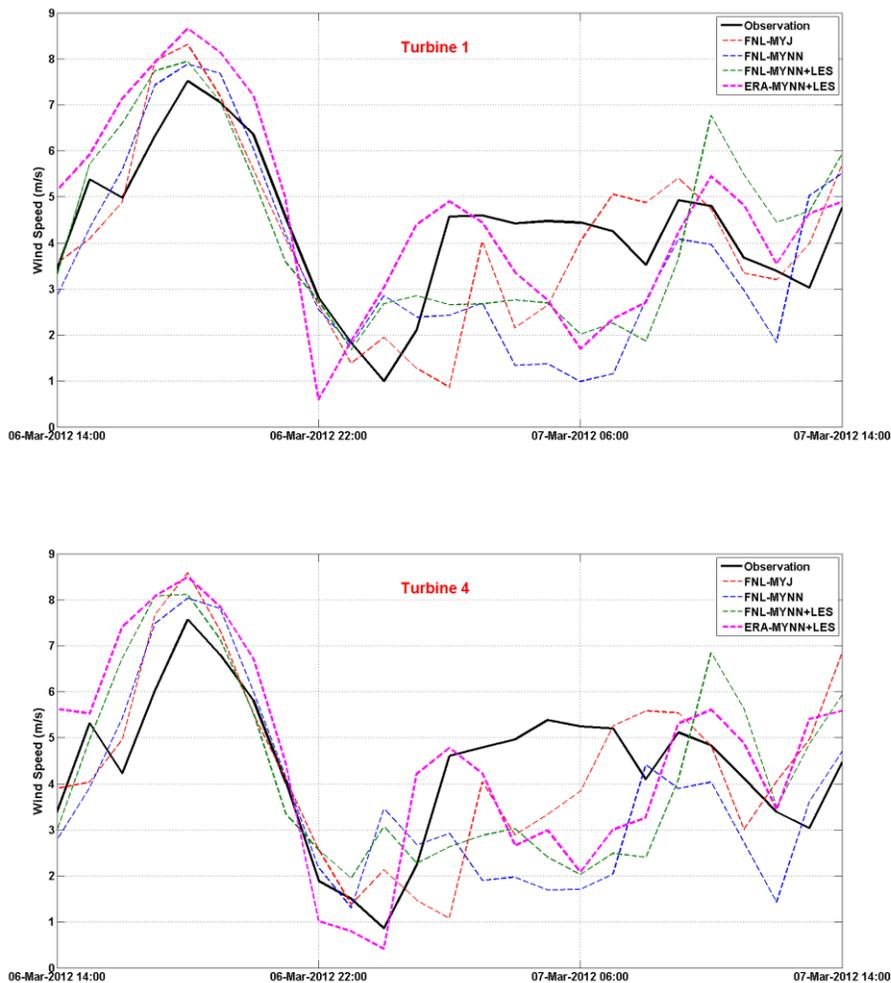 9
8
7
6
5
4
3
2
1
0
Wind Speed (m/s)
Turbine 1
Observation
FNL-MYJ
FNL-MYNN
FNL-MYNN+LES
ERA-MYNN+LES
06-Mar-2012 14:00
06-Mar-2012 22:00
07-Mar-2012 06:00
07-Mar-2012 14:00
9
8
7
6
5
4
3
2
1
0
Wind Speed (m/s)
Turbine 4
Observation
FNL-MYJ
FNL-MYNN
FNL-MYNN+LES
ERA-MYNN+LES
06-Mar-2012 14:00
06-Mar-2012 22:00
07-Mar-2012 06:00
07-Mar-2012 14:00